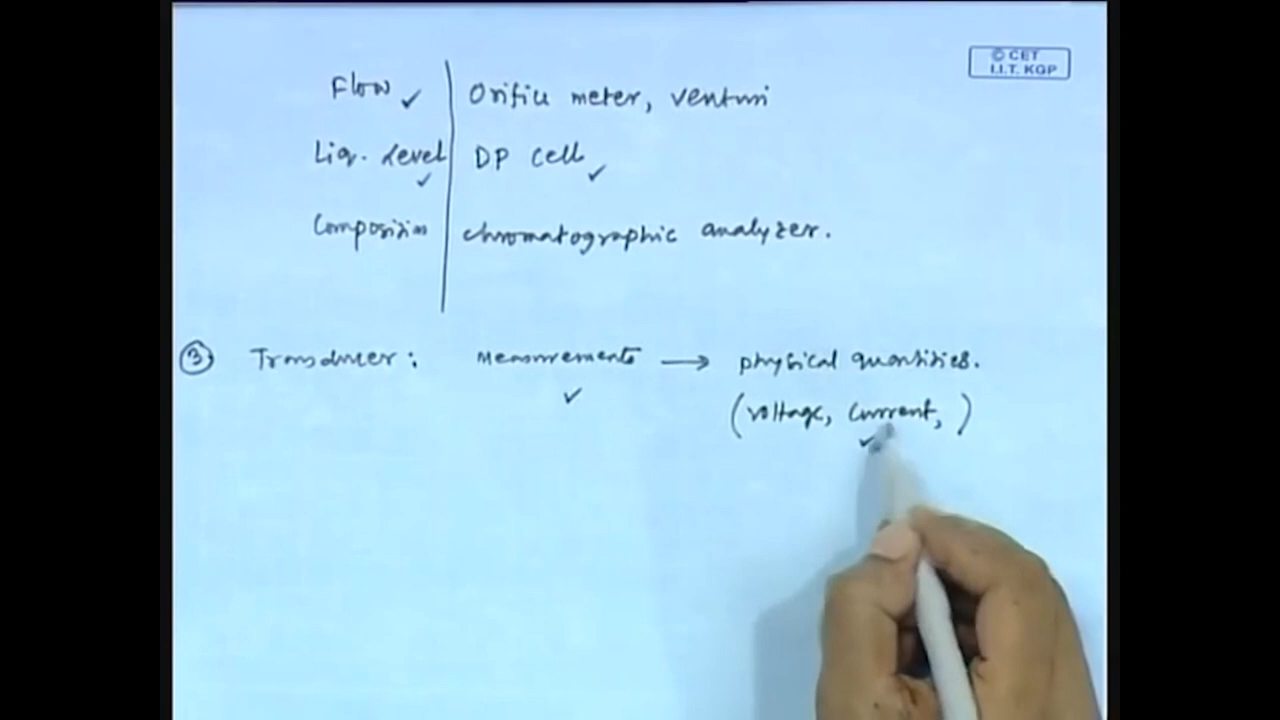 © CET
I.I.T. KGP
Flow ✓ | Orifice meter, venturi
Liq. Level ✓ | DP cell ✓
Composition | chromatographic analyzer.
③ Transducer: Measurements ✓ → physical quantities.
(voltage, current, ) ✓